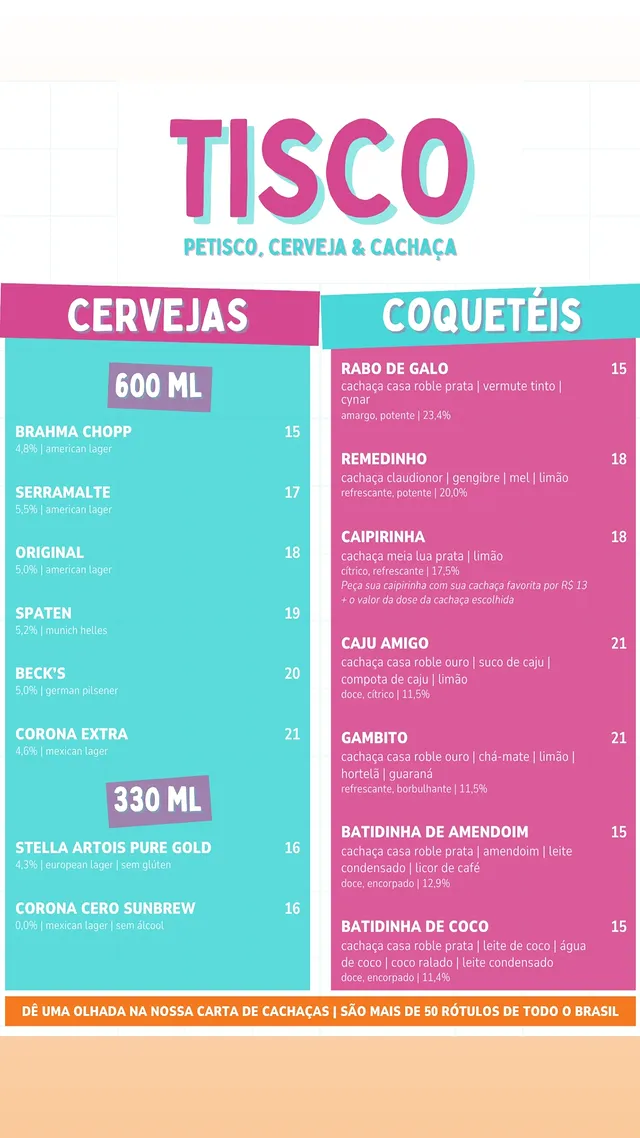 TISCO
PETISCO, CERVEJA & CACHAÇA
CERVEJAS
600 ML
BRAHMA CHOPP 15
4,8% | american lager
SERRAMALTE 17
5,5% | american lager
ORIGINAL 18
5,0% | american lager
SPATEN 19
5,2% | munich helles
BECK'S 20
5,0% | german pilsener
CORONA EXTRA 21
4,6% | mexican lager
330 ML
STELLA ARTOIS PURE GOLD 16
4,3% | european lager | sem glúten
CORONA CERO SUNBREW 16
0,0% | mexican lager | sem álcool
COQUETÉIS
RABO DE GALO 15
cachaça casa roble prata | vermute tinto |
cynar
amargo, potente | 23,4%
REMEDINHO 18
cachaça claudionor | gengibre | mel | limão
refrescante, potente | 20,0%
CAIPIRINHA 18
cachaça meia lua prata | limão
cítrico, refrescante | 17,5%
Peça sua caipirinha com sua cachaça favorita por R$ 13
+ o valor da dose da cachaça escolhida
CAJU AMIGO 21
cachaça casa roble ouro | suco de caju |
compota de caju | limão
doce, cítrico | 11,5%
GAMBITO 21
cachaça casa roble ouro | chá-mate | limão |
hortelã | guaraná
refrescante, borbulhante | 11,5%
BATIDINHA DE AMENDOIM 15
cachaça casa roble prata | amendoim | leite
condensado | licor de café
doce, encorpado | 12,9%
BATIDINHA DE COCO 15
cachaça casa roble prata | leite de coco | água
de coco | coco ralado | leite condensado
doce, encorpado | 11,4%
DÊ UMA OLHADA NA NOSSA CARTA DE CACHAÇAS | SÃO MAIS DE 50 RÓTULOS DE TODO O BRASIL